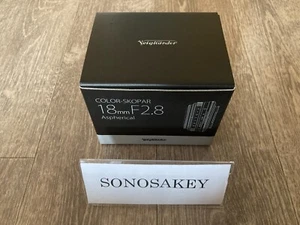 Voigtländer
COLOR-SKOPAR
18mm F2.8
Aspherical
SONOSAKEY